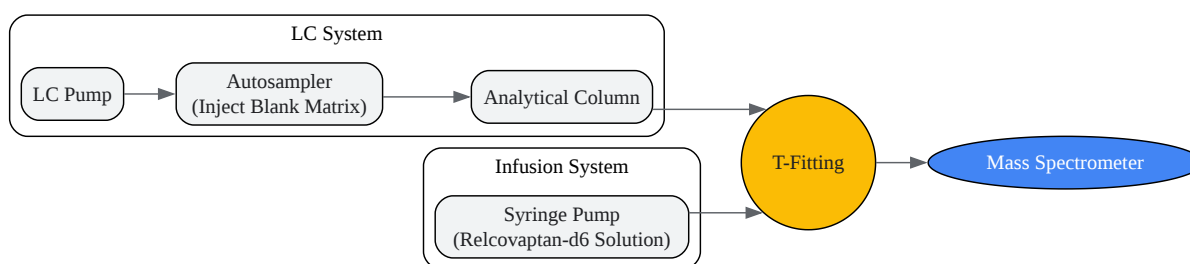 LC System
LC Pump
Autosampler
(Inject Blank Matrix)
Analytical Column
T-Fitting
Mass Spectrometer
Infusion System
Syringe Pump
(Relcovaptan-d6 Solution)